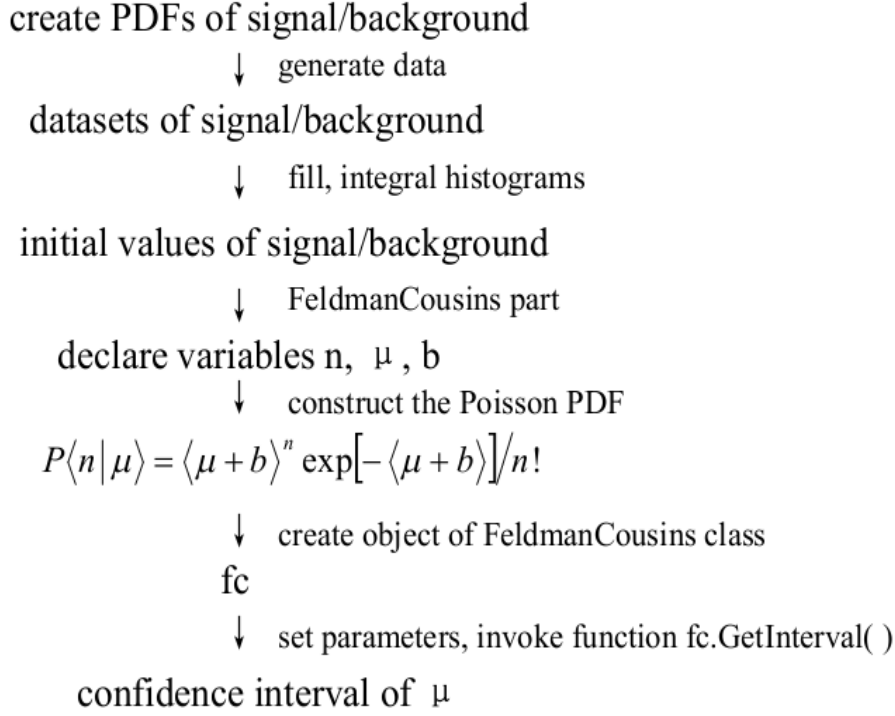 create PDFs of signal/background
↓ generate data
datasets of signal/background
↓ fill, integral histograms
initial values of signal/background
↓ FeldmanCousins part
declare variables n, μ, b
↓ construct the Poisson PDF
P⟨n|μ⟩ = ⟨μ + b⟩ⁿ exp[−⟨μ + b⟩]/n!
↓ create object of FeldmanCousins class
fc
↓ set parameters, invoke function fc.GetInterval( )
confidence interval of μ